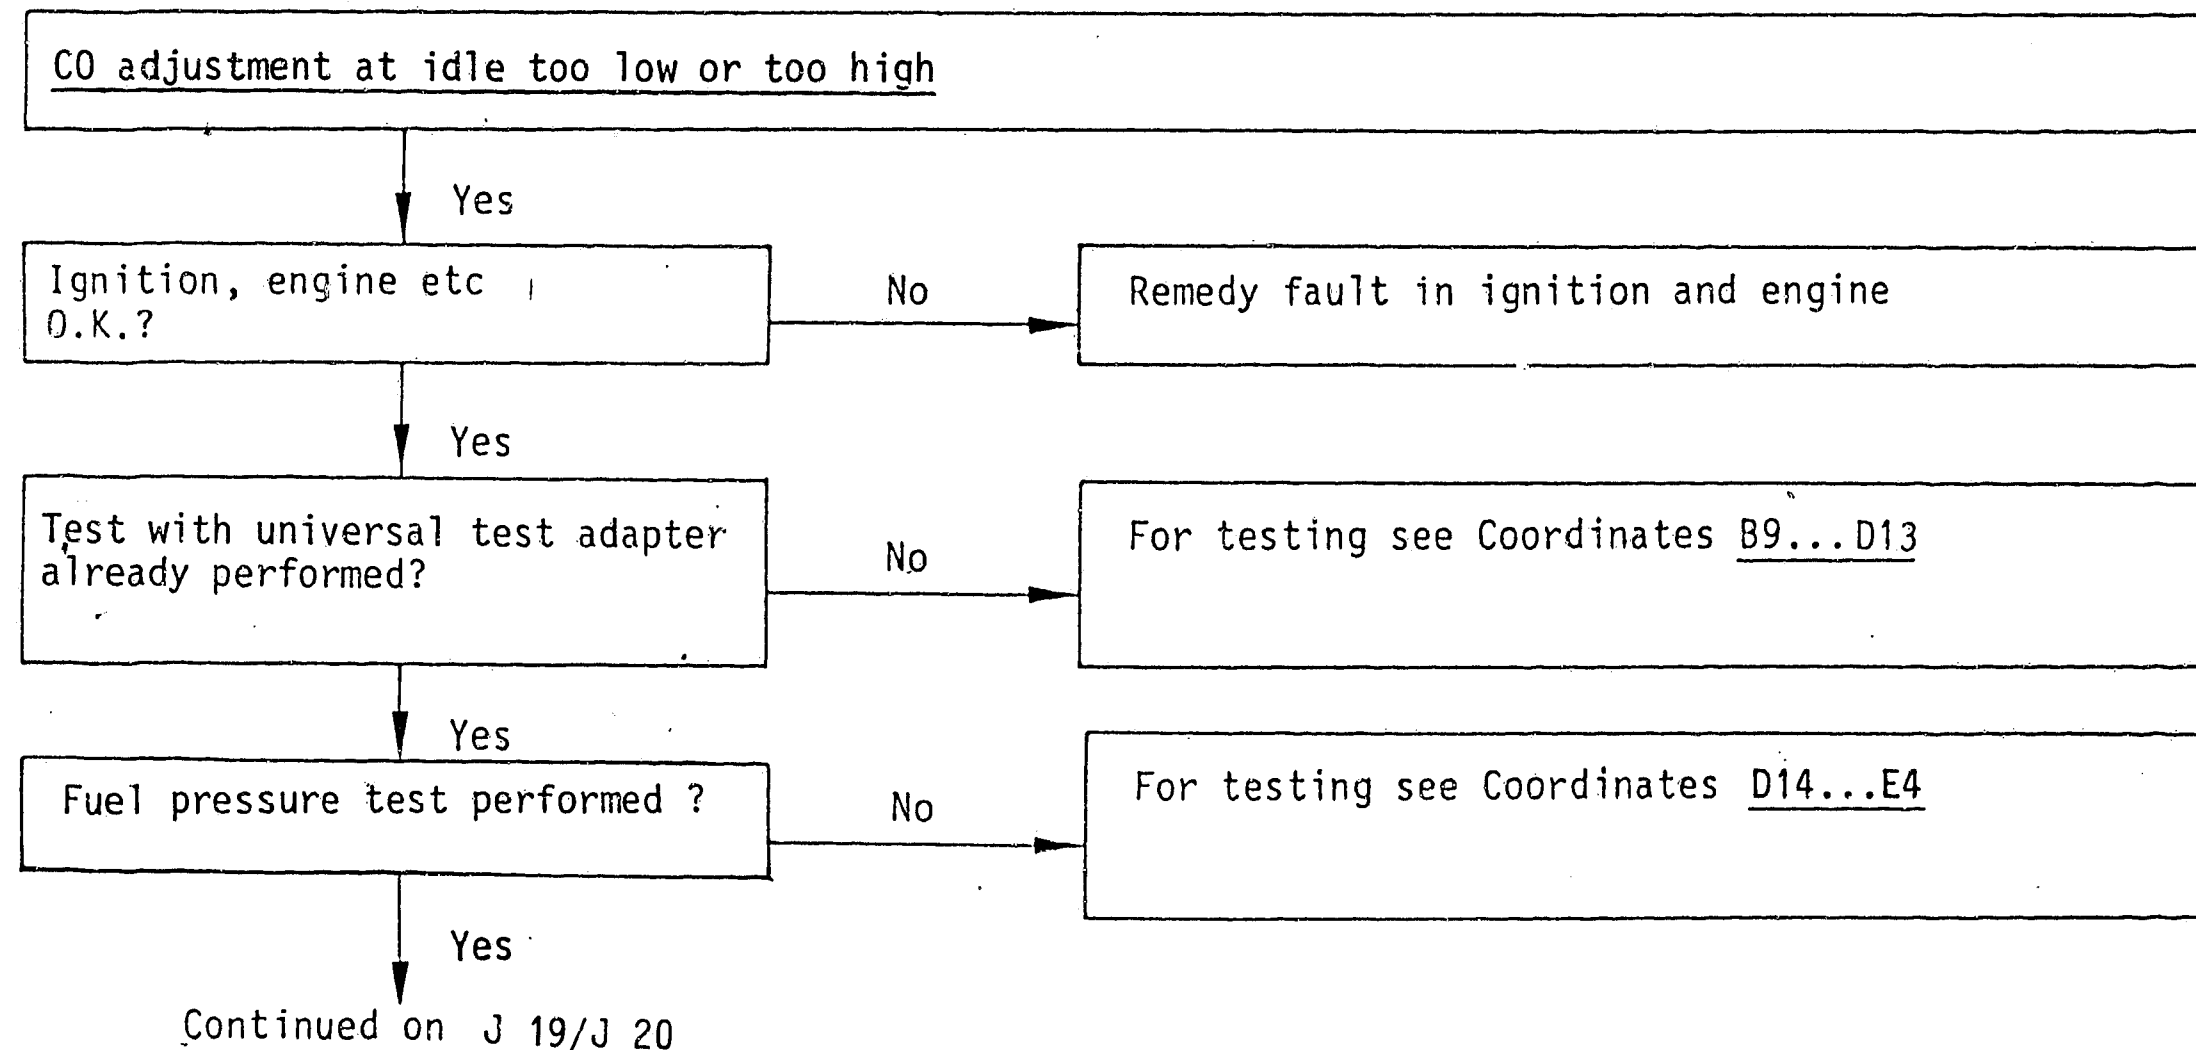 CO adjustment at idle too low or too high
Yes
Ignition, engine etc
O.K.?
No
Remedy fault in ignition and engine
Yes
Test with universal test adapter
already performed?
No
For testing see Coordinates B9...D13
Yes
Fuel pressure test performed ?
No
For testing see Coordinates D14...E4
Yes
Continued on J 19/J 20